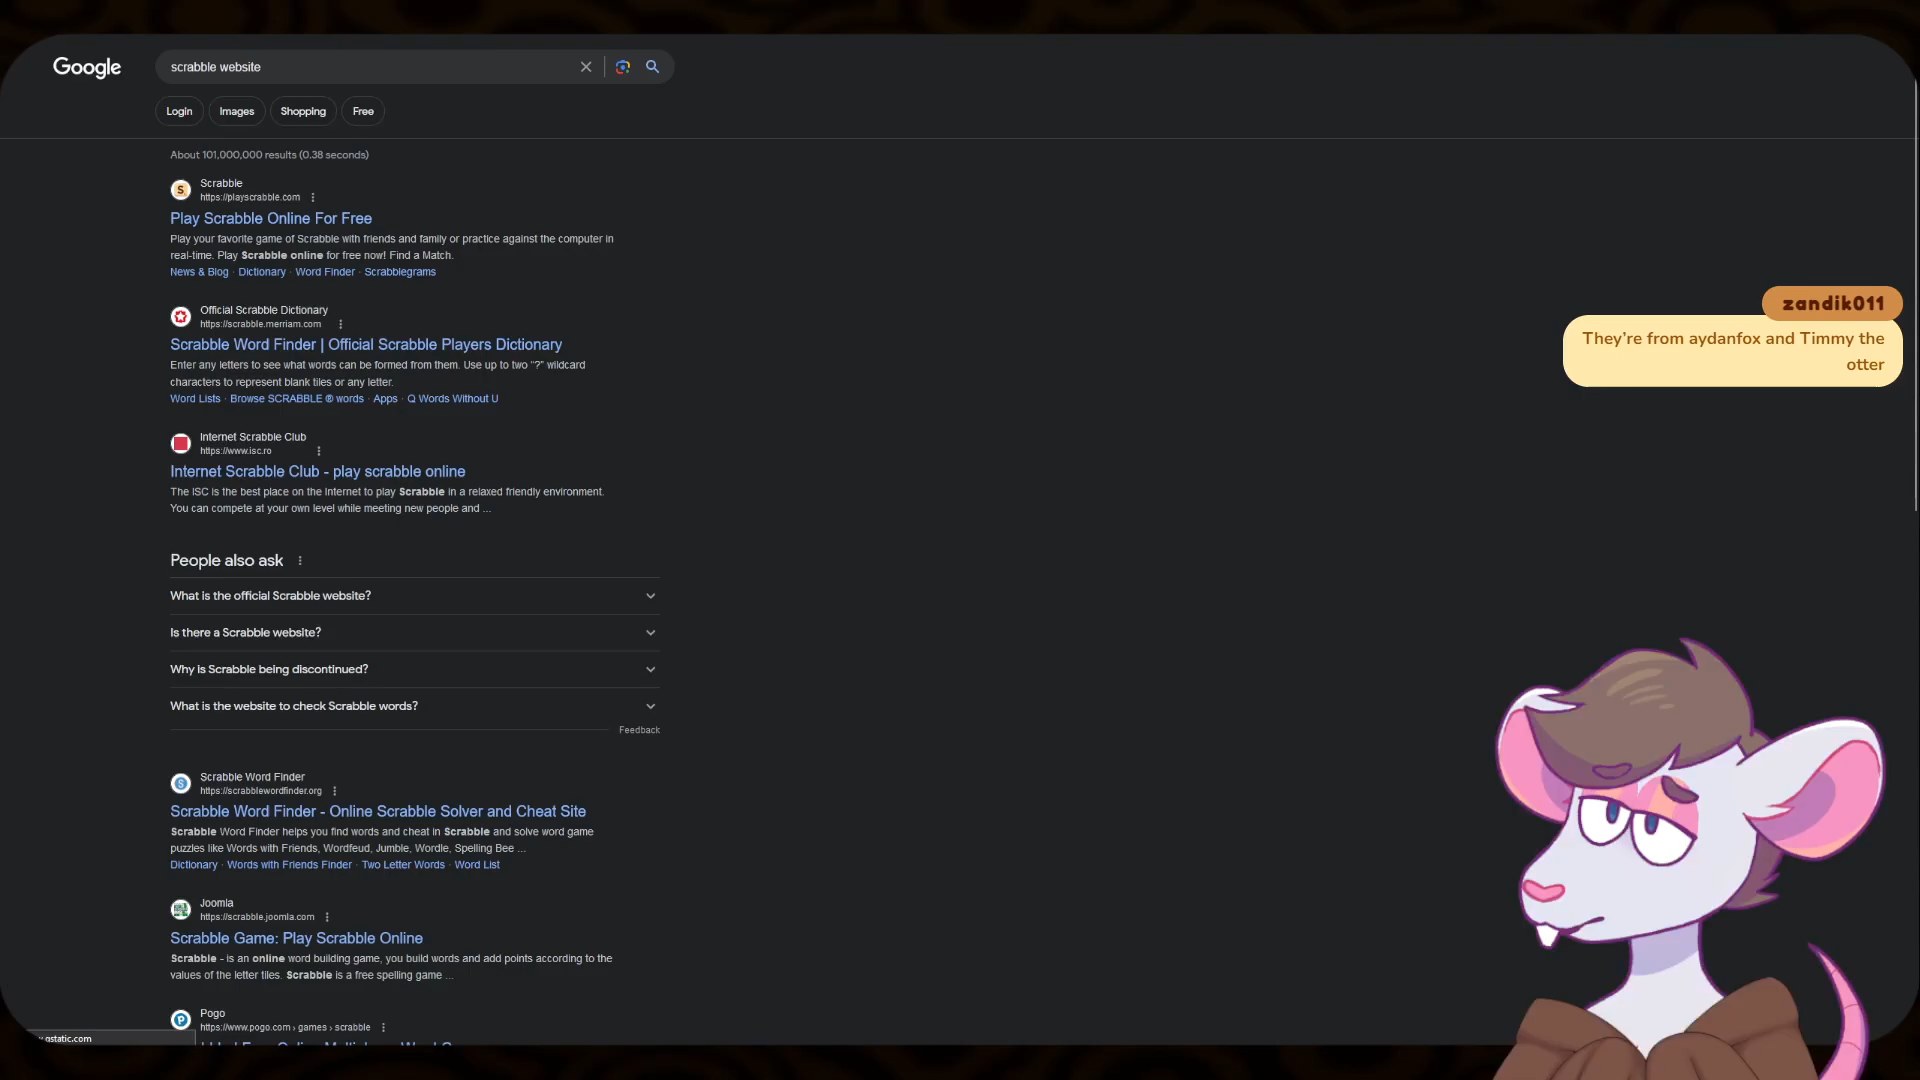 Google
scrabble website
Login
Images
Shopping
Free
About 101,000,000 results (0.38 seconds)
S
Scrabble
https://playscrabble.com
Play Scrabble Online For Free
Play your favorite game of Scrabble with friends and family or practice against the computer in
real-time. Play Scrabble online for free now! Find a Match.
News & Blog · Dictionary · Word Finder · Scrabblegrams
Official Scrabble Dictionary
https://scrabble.merriam.com
Scrabble Word Finder | Official Scrabble Players Dictionary
Enter any letters to see what words can be formed from them. Use up to two "?" wildcard
characters to represent blank tiles or any letter.
Word Lists · Browse SCRABBLE ® words · Apps · Q Words Without U
Internet Scrabble Club
https://www.isc.ro
Internet Scrabble Club - play scrabble online
The ISC is the best place on the Internet to play Scrabble in a relaxed friendly environment.
You can compete at your own level while meeting new people and ...
People also ask
What is the official Scrabble website?
Is there a Scrabble website?
Why is Scrabble being discontinued?
What is the website to check Scrabble words?
Feedback
S
Scrabble Word Finder
https://scrabblewordfinder.org
Scrabble Word Finder - Online Scrabble Solver and Cheat Site
Scrabble Word Finder helps you find words and cheat in Scrabble and solve word game
puzzles like Words with Friends, Wordfeud, Jumble, Wordle, Spelling Bee ...
Dictionary · Words with Friends Finder · Two Letter Words · Word List
Joomla
https://scrabble.joomla.com
Scrabble Game: Play Scrabble Online
Scrabble - is an online word building game, you build words and add points according to the
values of the letter tiles. Scrabble is a free spelling game ...
P
Pogo
https://www.pogo.com › games › scrabble
gstatic.com
zandik011
They're from aydanfox and Timmy the
otter